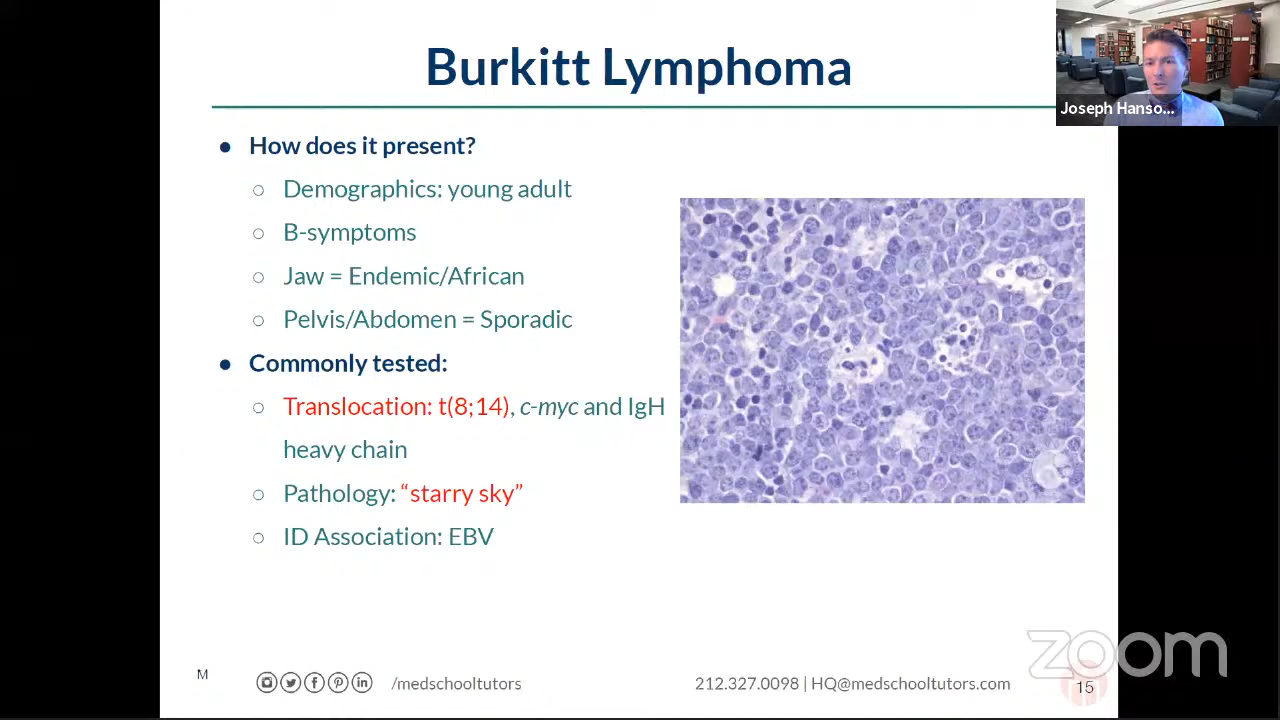 Burkitt Lymphoma
Joseph Hanso...
● How does it present?
○ Demographics: young adult
○ B-symptoms
○ Jaw = Endemic/African
○ Pelvis/Abdomen = Sporadic
● Commonly tested:
○ Translocation: t(8;14), c-myc and IgH
heavy chain
○ Pathology: “starry sky”
○ ID Association: EBV
M
/medschooltutors
212.327.0098 | HQ@medschooltutors.com
15
zoom